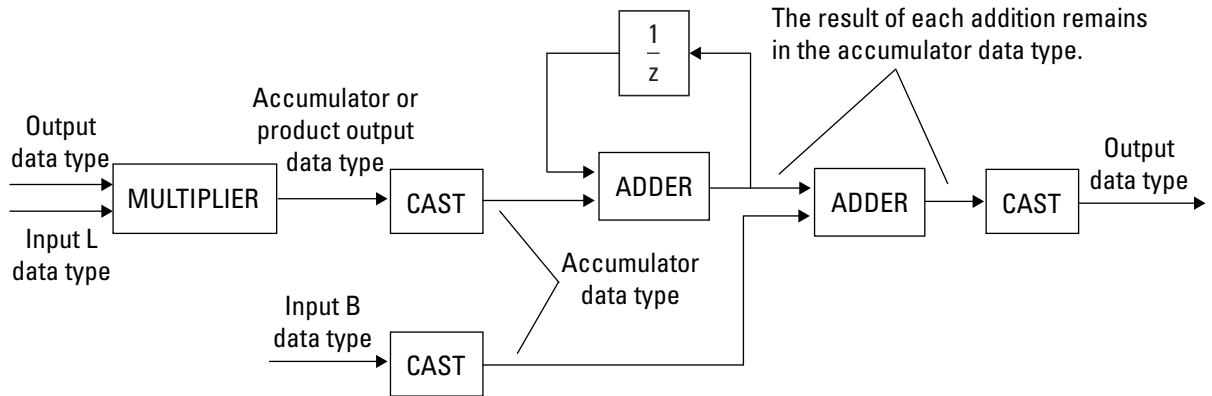 The result of each addition remains
in the accumulator data type.
1
z
Accumulator or
product output
data type
Output
data type
MULTIPLIER
Input L
data type
CAST
ADDER
ADDER
CAST
Output
data type
Accumulator
data type
Input B
data type
CAST